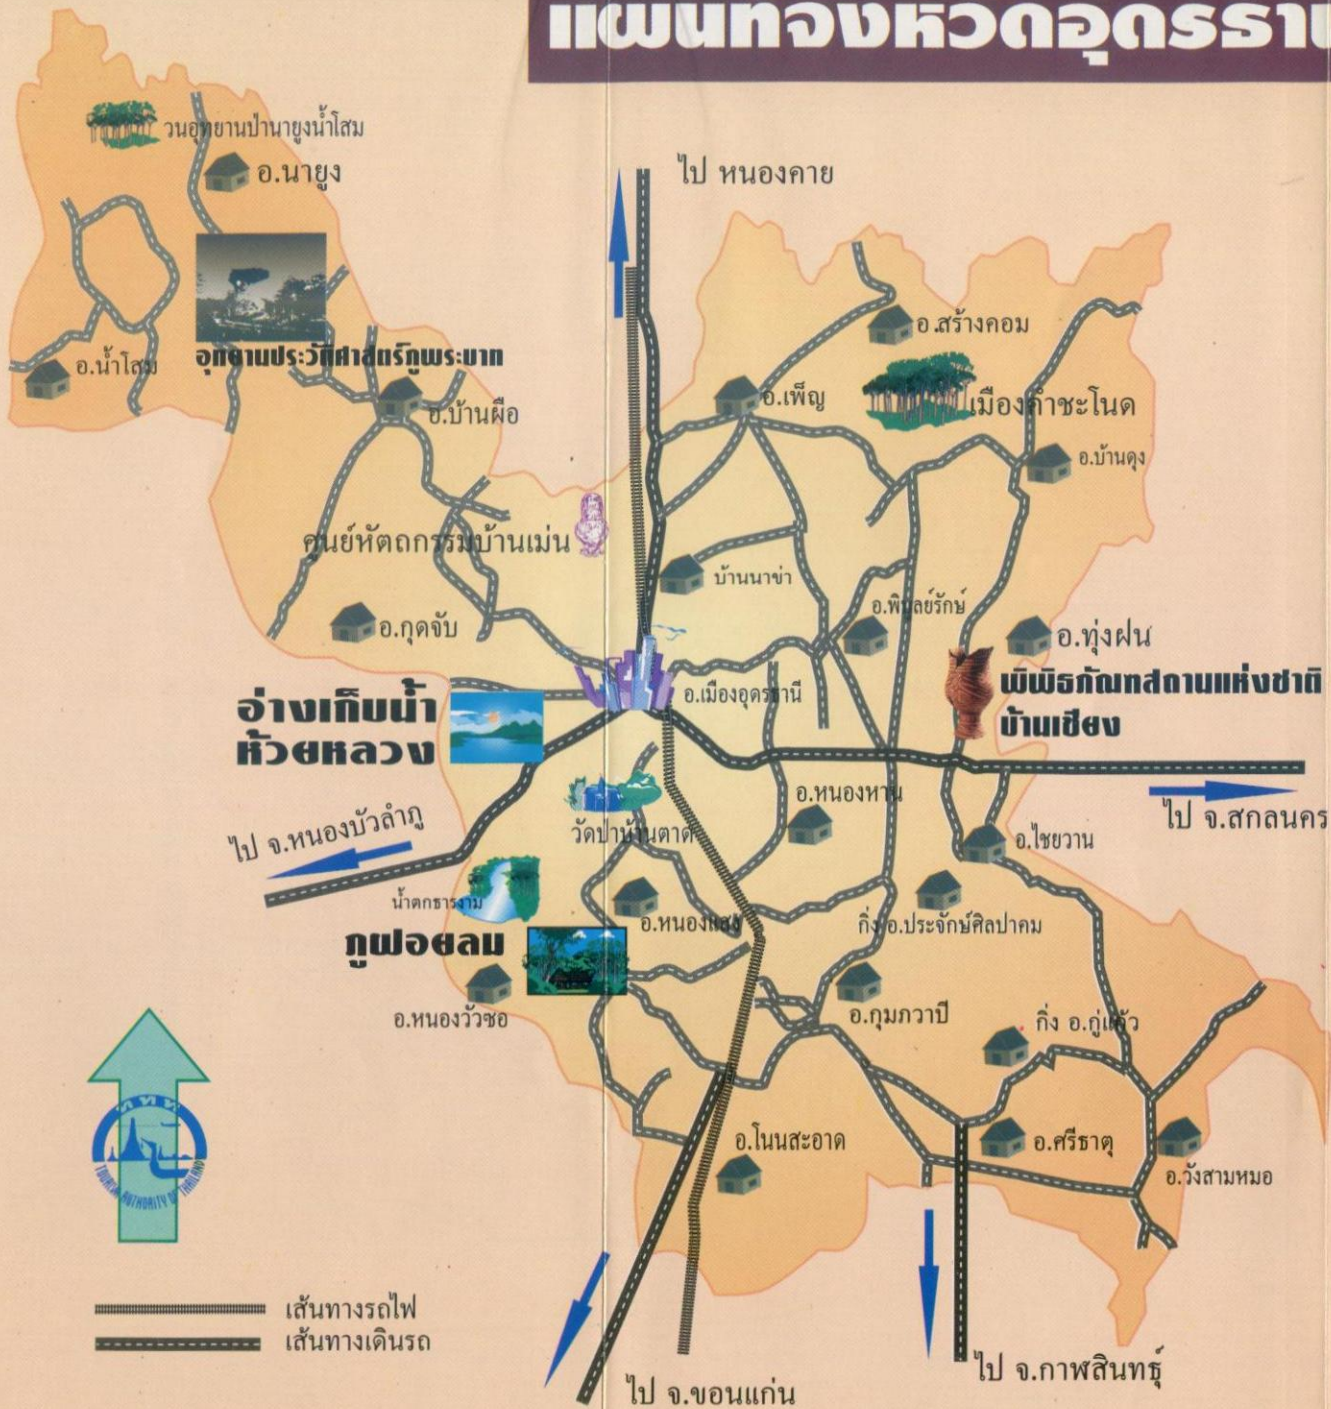 แผนที่จังหวัดอุดรธานี
วนอุทยานป่านายูงน้ำโสม
อ.นายูง
ไป หนองคาย
อ.สร้างคอม
อ.น้ำโสม
อุทยานประวัติศาสตร์ภูพระบาท
อ.เพ็ญ
เมืองคำชะโนด
อ.บ้านผือ
อ.บ้านดุง
ศูนย์หัตถกรรมบ้านเม่น
บ้านนาข่า
อ.พิบูลย์รักษ์
อ.กุดจับ
อ.ทุ่งฝน
อ.เมืองอุดรธานี
พิพิธภัณฑสถานแห่งชาติ
บ้านเชียง
อ่างเก็บน้ำ
ห้วยหลวง
อ.หนองหาน
ไป จ.สกลนคร
ไป จ.หนองบัวลำภู
วัดป่าบ้านตาด
อ.ไชยวาน
น้ำตกธารงาม
อ.หนองแสง
กิ่ง อ.ประจักษ์ศิลปาคม
ภูฝอยลม
อ.หนองวัวซอ
อ.กุมภวาปี
กิ่ง อ.กู่แก้ว
ททท
TOURISM AUTHORITY OF THAILAND
อ.โนนสะอาด
อ.ศรีธาตุ
อ.วังสามหมอ
เส้นทางรถไฟ
เส้นทางเดินรถ
ไป จ.ขอนแก่น
ไป จ.กาฬสินทธุ์